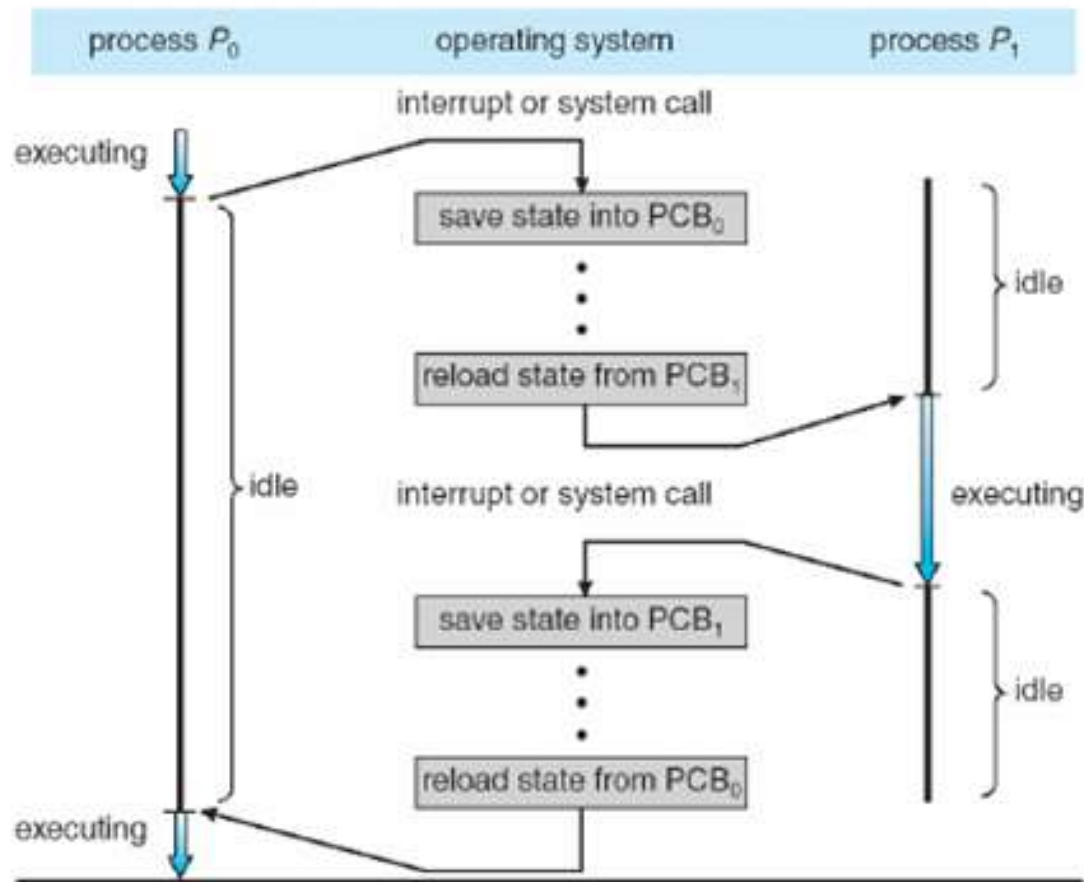 process P₀ operating system process P₁
interrupt or system call
executing
save state into PCB₀
idle
reload state from PCB₁
idle
interrupt or system call
executing
save state into PCB₁
idle
reload state from PCB₀
executing